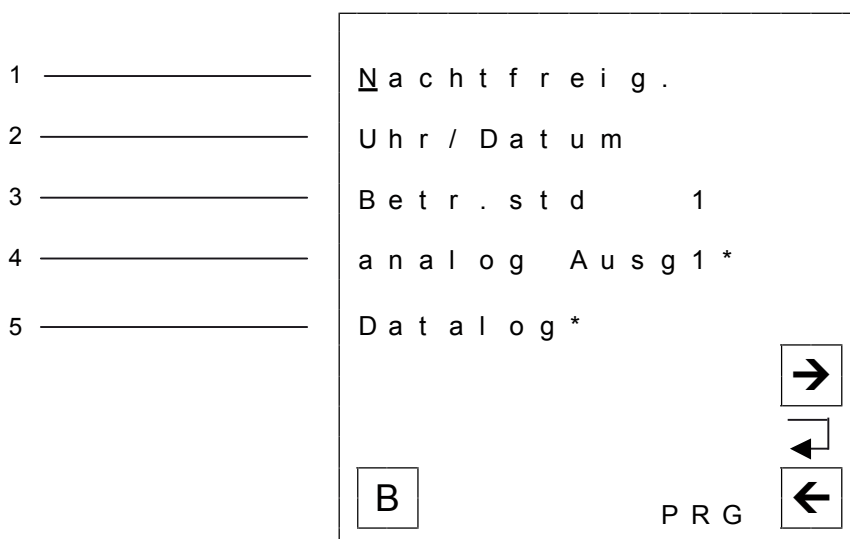 1 Nachtfreig.
2 Uhr/Datum
3 Betr.std 1
4 analog Ausg1*
5 Datalog*
→
←
B PRG